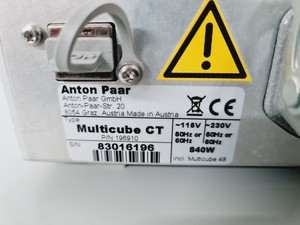 Anton Paar
Anton Paar GmbH
Anton-Paar-Str. 20
8054 Graz, Austria Made in Austria
Type:
Multicube CT
P/N 196910
S/N
83016196
~115V ~230V
50Hz or 50Hz or
60Hz 60Hz
840W
incl. Multicube 48
CE